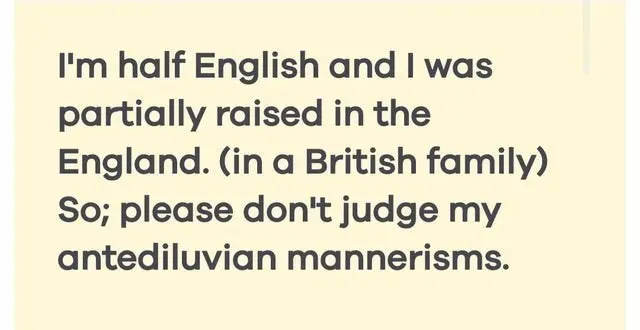 I'm half English and I was
partially raised in the
England. (in a British family)
So; please don't judge my
antediluvian mannerisms.